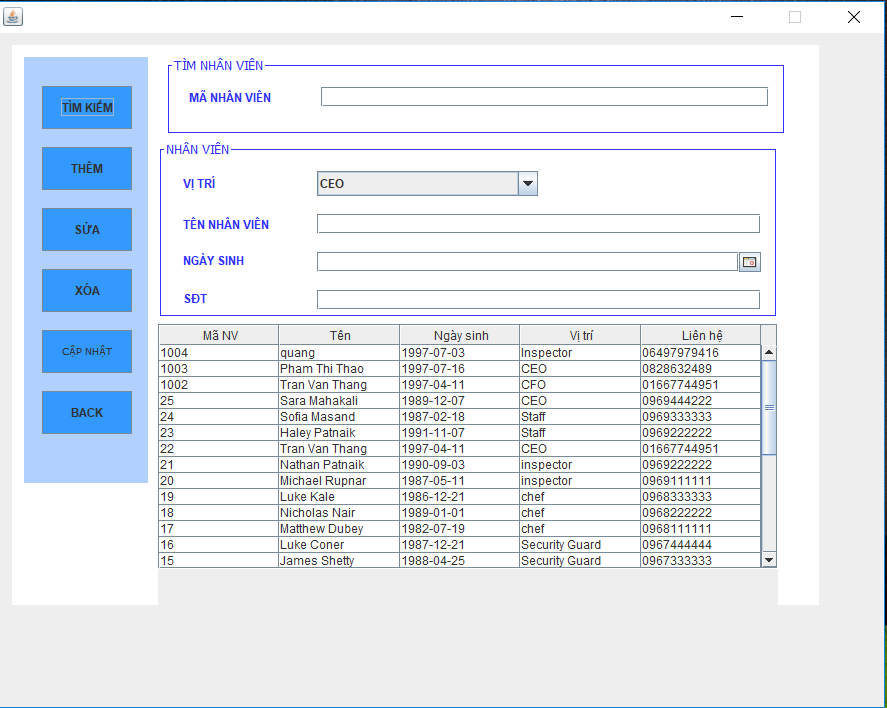 TÌM NHÂN VIÊN
TÌM KIẾM
MÃ NHÂN VIÊN
THÊM
SỬA
XÓA
CẬP NHẬT
BACK
NHÂN VIÊN
VỊ TRÍ CEO
TÊN NHÂN VIÊN
NGÀY SINH
SĐT
Mã NV Tên Ngày sinh Vị trí Liên hệ
1004 quang 1997-07-03 Inspector 06497979416
1003 Pham Thi Thao 1997-07-16 CEO 0828632489
1002 Tran Van Thang 1997-04-11 CFO 01667744951
25 Sara Mahakali 1989-12-07 CEO 0969444222
24 Sofia Masand 1987-02-18 Staff 0969333333
23 Haley Patnaik 1991-11-07 Staff 0969222222
22 Tran Van Thang 1997-04-11 CEO 01667744951
21 Nathan Patnaik 1990-09-03 inspector 0969222222
20 Michael Rupnar 1987-05-11 inspector 0969111111
19 Luke Kale 1986-12-21 chef 0968333333
18 Nicholas Nair 1989-01-01 chef 0968222222
17 Matthew Dubey 1982-07-19 chef 0968111111
16 Luke Coner 1987-12-21 Security Guard 0967444444
15 James Shetty 1988-04-25 Security Guard 0967333333